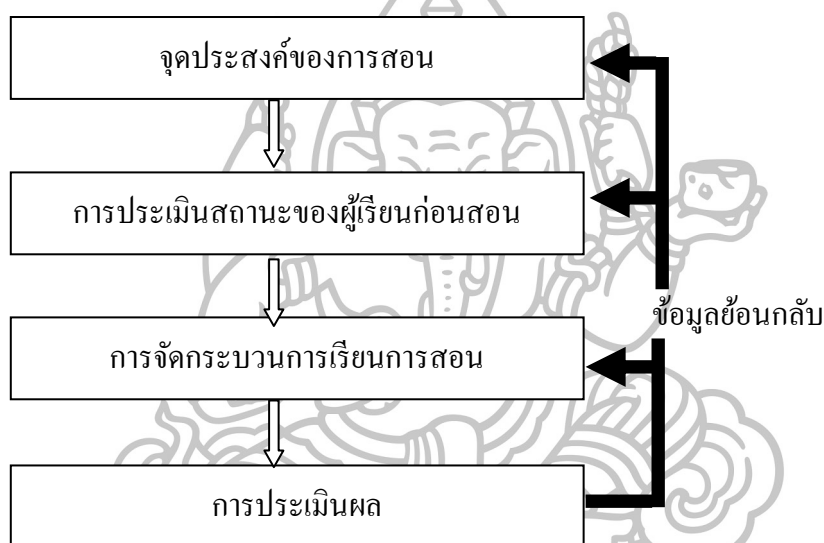 จุดประสงค์ของการสอน
การประเมินสถานะของผู้เรียนก่อนสอน
ข้อมูลย้อนกลับ
การจัดกระบวนการเรียนการสอน
การประเมินผล